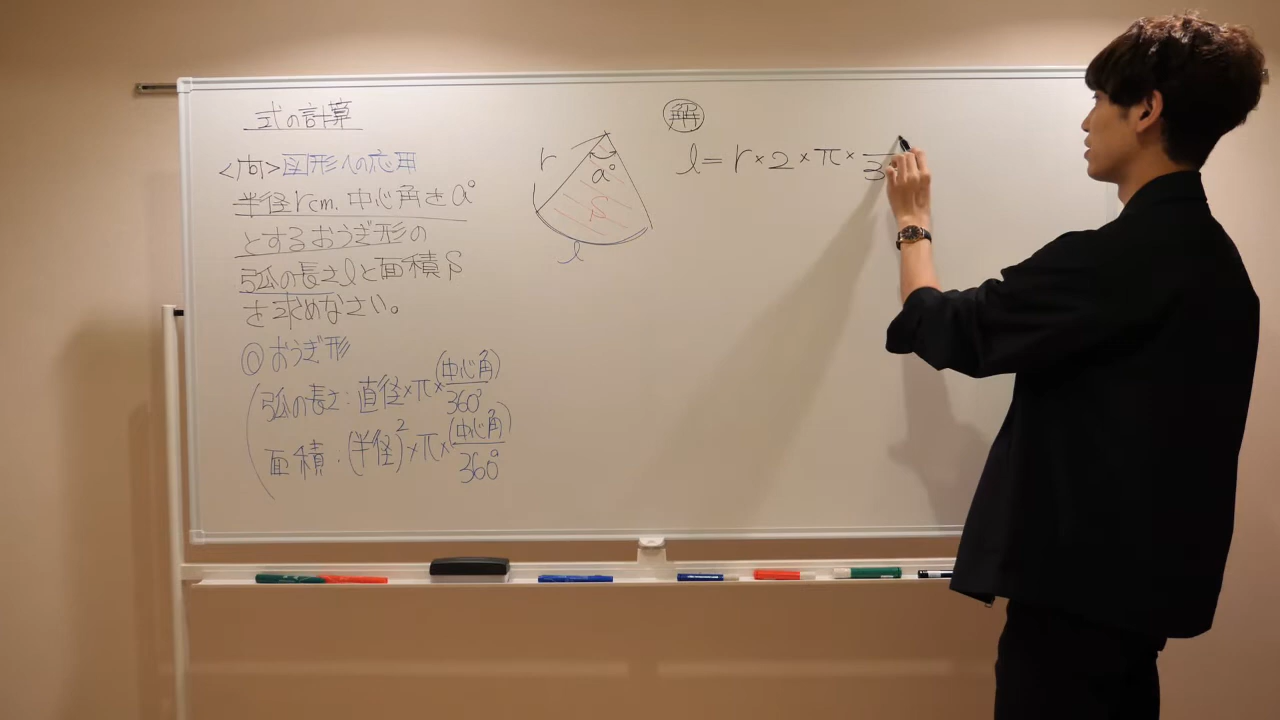 式の計算
<問>図形への応用
半径rcm,中心角をa°
とするおうぎ形の
弧の長さlと面積S
を求めなさい。
◎おうぎ形
弧の長さ:直径×π×(中心角)/360°
面積:(半径)²×π×(中心角)/360°
r
a°
S
l
解
l=r×2×π×